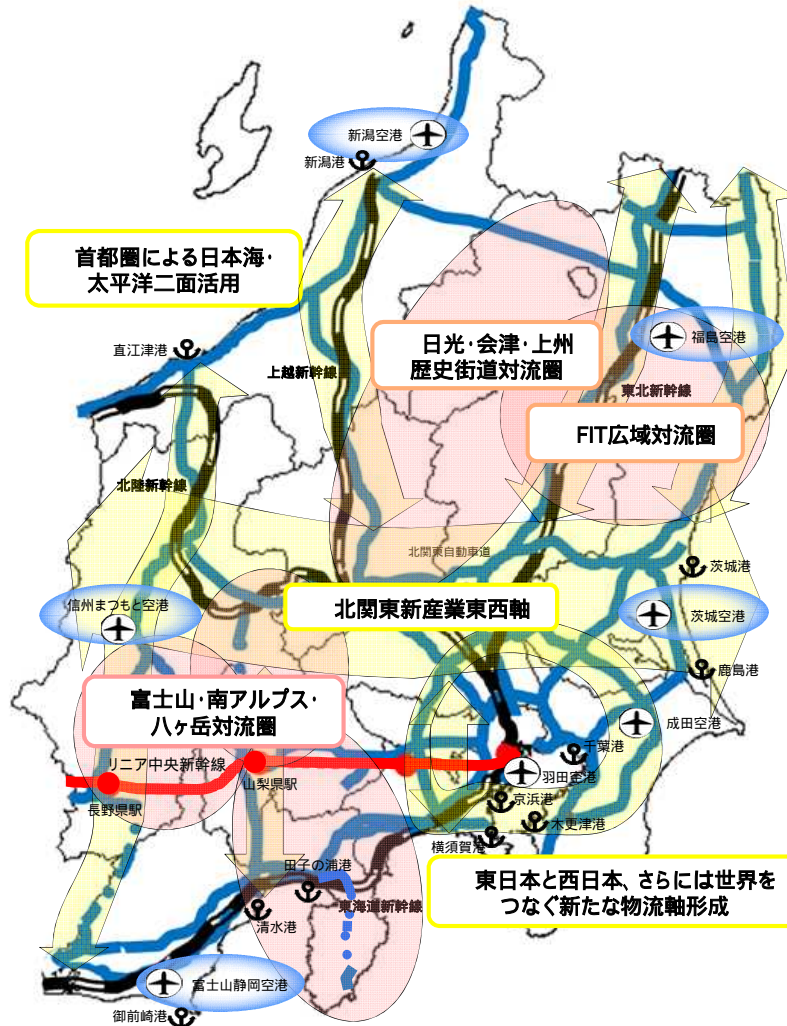 新潟空港
新潟港
首都圏による日本海・
太平洋二面活用
直江津港
上越新幹線
日光・会津・上州
歴史街道対流圏
福島空港
東北新幹線
FIT広域対流圏
北陸新幹線
北関東自動車道
茨城港
信州まつもと空港
北関東新産業東西軸
茨城空港
鹿島港
富士山・南アルプス・
八ヶ岳対流圏
成田空港
千葉港
リニア中央新幹線
山梨県駅
羽田空港
長野県駅
京浜港
木更津港
横須賀港
田子の浦港
東日本と西日本、さらには世界を
つなぐ新たな物流軸形成
東海道新幹線
清水港
富士山静岡空港
御前崎港